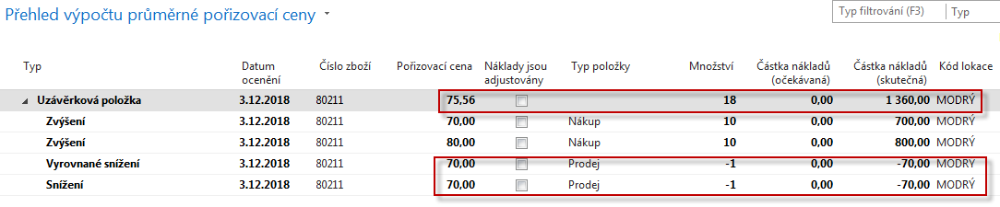 Přehled výpočtu průměrné pořizovací ceny
Typ filtrování (F3) Typ
Typ Datum ocenění Číslo zboží Pořizovací cena Náklady jsou adjustovány Typ položky Množství Částka nákladů (očekávaná) Částka nákladů (skutečná) Kód lokace
Uzávěrková položka 3.12.2018 80211 75,56 18 0,00 1 360,00 MODRÝ
Zvýšení 3.12.2018 80211 70,00 Nákup 10 0,00 700,00 MODRÝ
Zvýšení 3.12.2018 80211 80,00 Nákup 10 0,00 800,00 MODRÝ
Vyrovnané snížení 3.12.2018 80211 70,00 Prodej -1 0,00 -70,00 MODRÝ
Snížení 3.12.2018 80211 70,00 Prodej -1 0,00 -70,00 MODRÝ